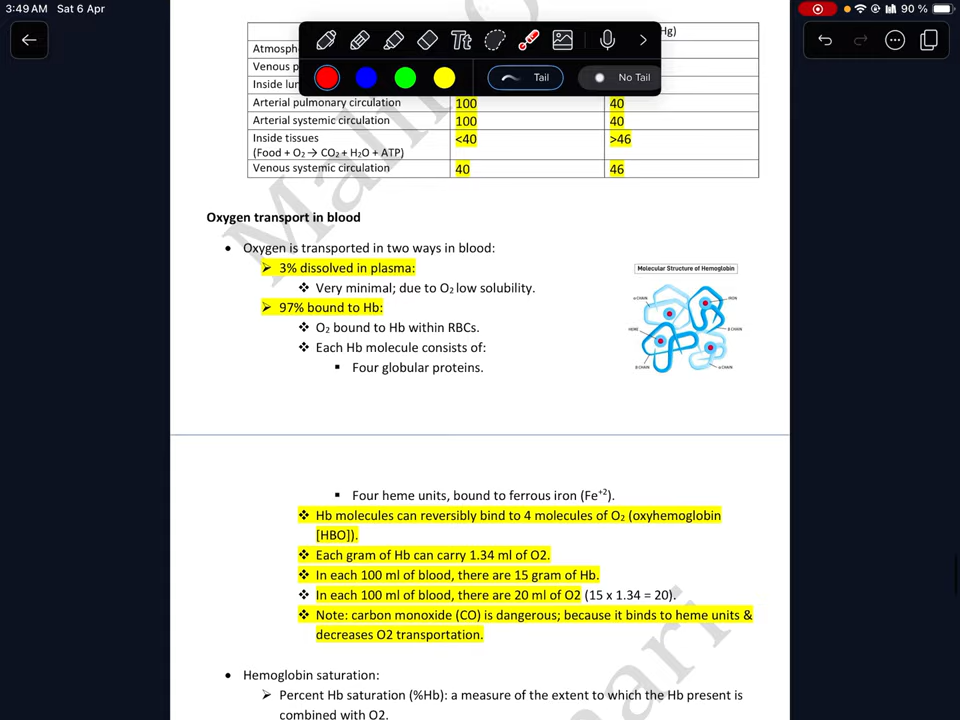 3:49 AM Sat 6 Apr
90 %
Tt
Tail
No Tail
Hg)
Atmosph
Venous p
Inside lu
Arterial pulmonary circulation 100 40
Arterial systemic circulation 100 40
Inside tissues <40 >46
(Food + O₂ → CO₂ + H₂O + ATP)
Venous systemic circulation 40 46
Oxygen transport in blood
• Oxygen is transported in two ways in blood:
➢ 3% dissolved in plasma:
❖ Very minimal; due to O₂ low solubility.
➢ 97% bound to Hb:
❖ O₂ bound to Hb within RBCs.
❖ Each Hb molecule consists of:
▪ Four globular proteins.
Molecular Structure of Hemoglobin
α CHAIN
IRON
HEME
β CHAIN
β CHAIN
α CHAIN
▪ Four heme units, bound to ferrous iron (Fe⁺²).
❖ Hb molecules can reversibly bind to 4 molecules of O₂ (oxyhemoglobin
[HBO]).
❖ Each gram of Hb can carry 1.34 ml of O2.
❖ In each 100 ml of blood, there are 15 gram of Hb.
❖ In each 100 ml of blood, there are 20 ml of O2 (15 x 1.34 = 20).
❖ Note: carbon monoxide (CO) is dangerous; because it binds to heme units &
decreases O2 transportation.
• Hemoglobin saturation:
➢ Percent Hb saturation (%Hb): a measure of the extent to which the Hb present is
combined with O2.